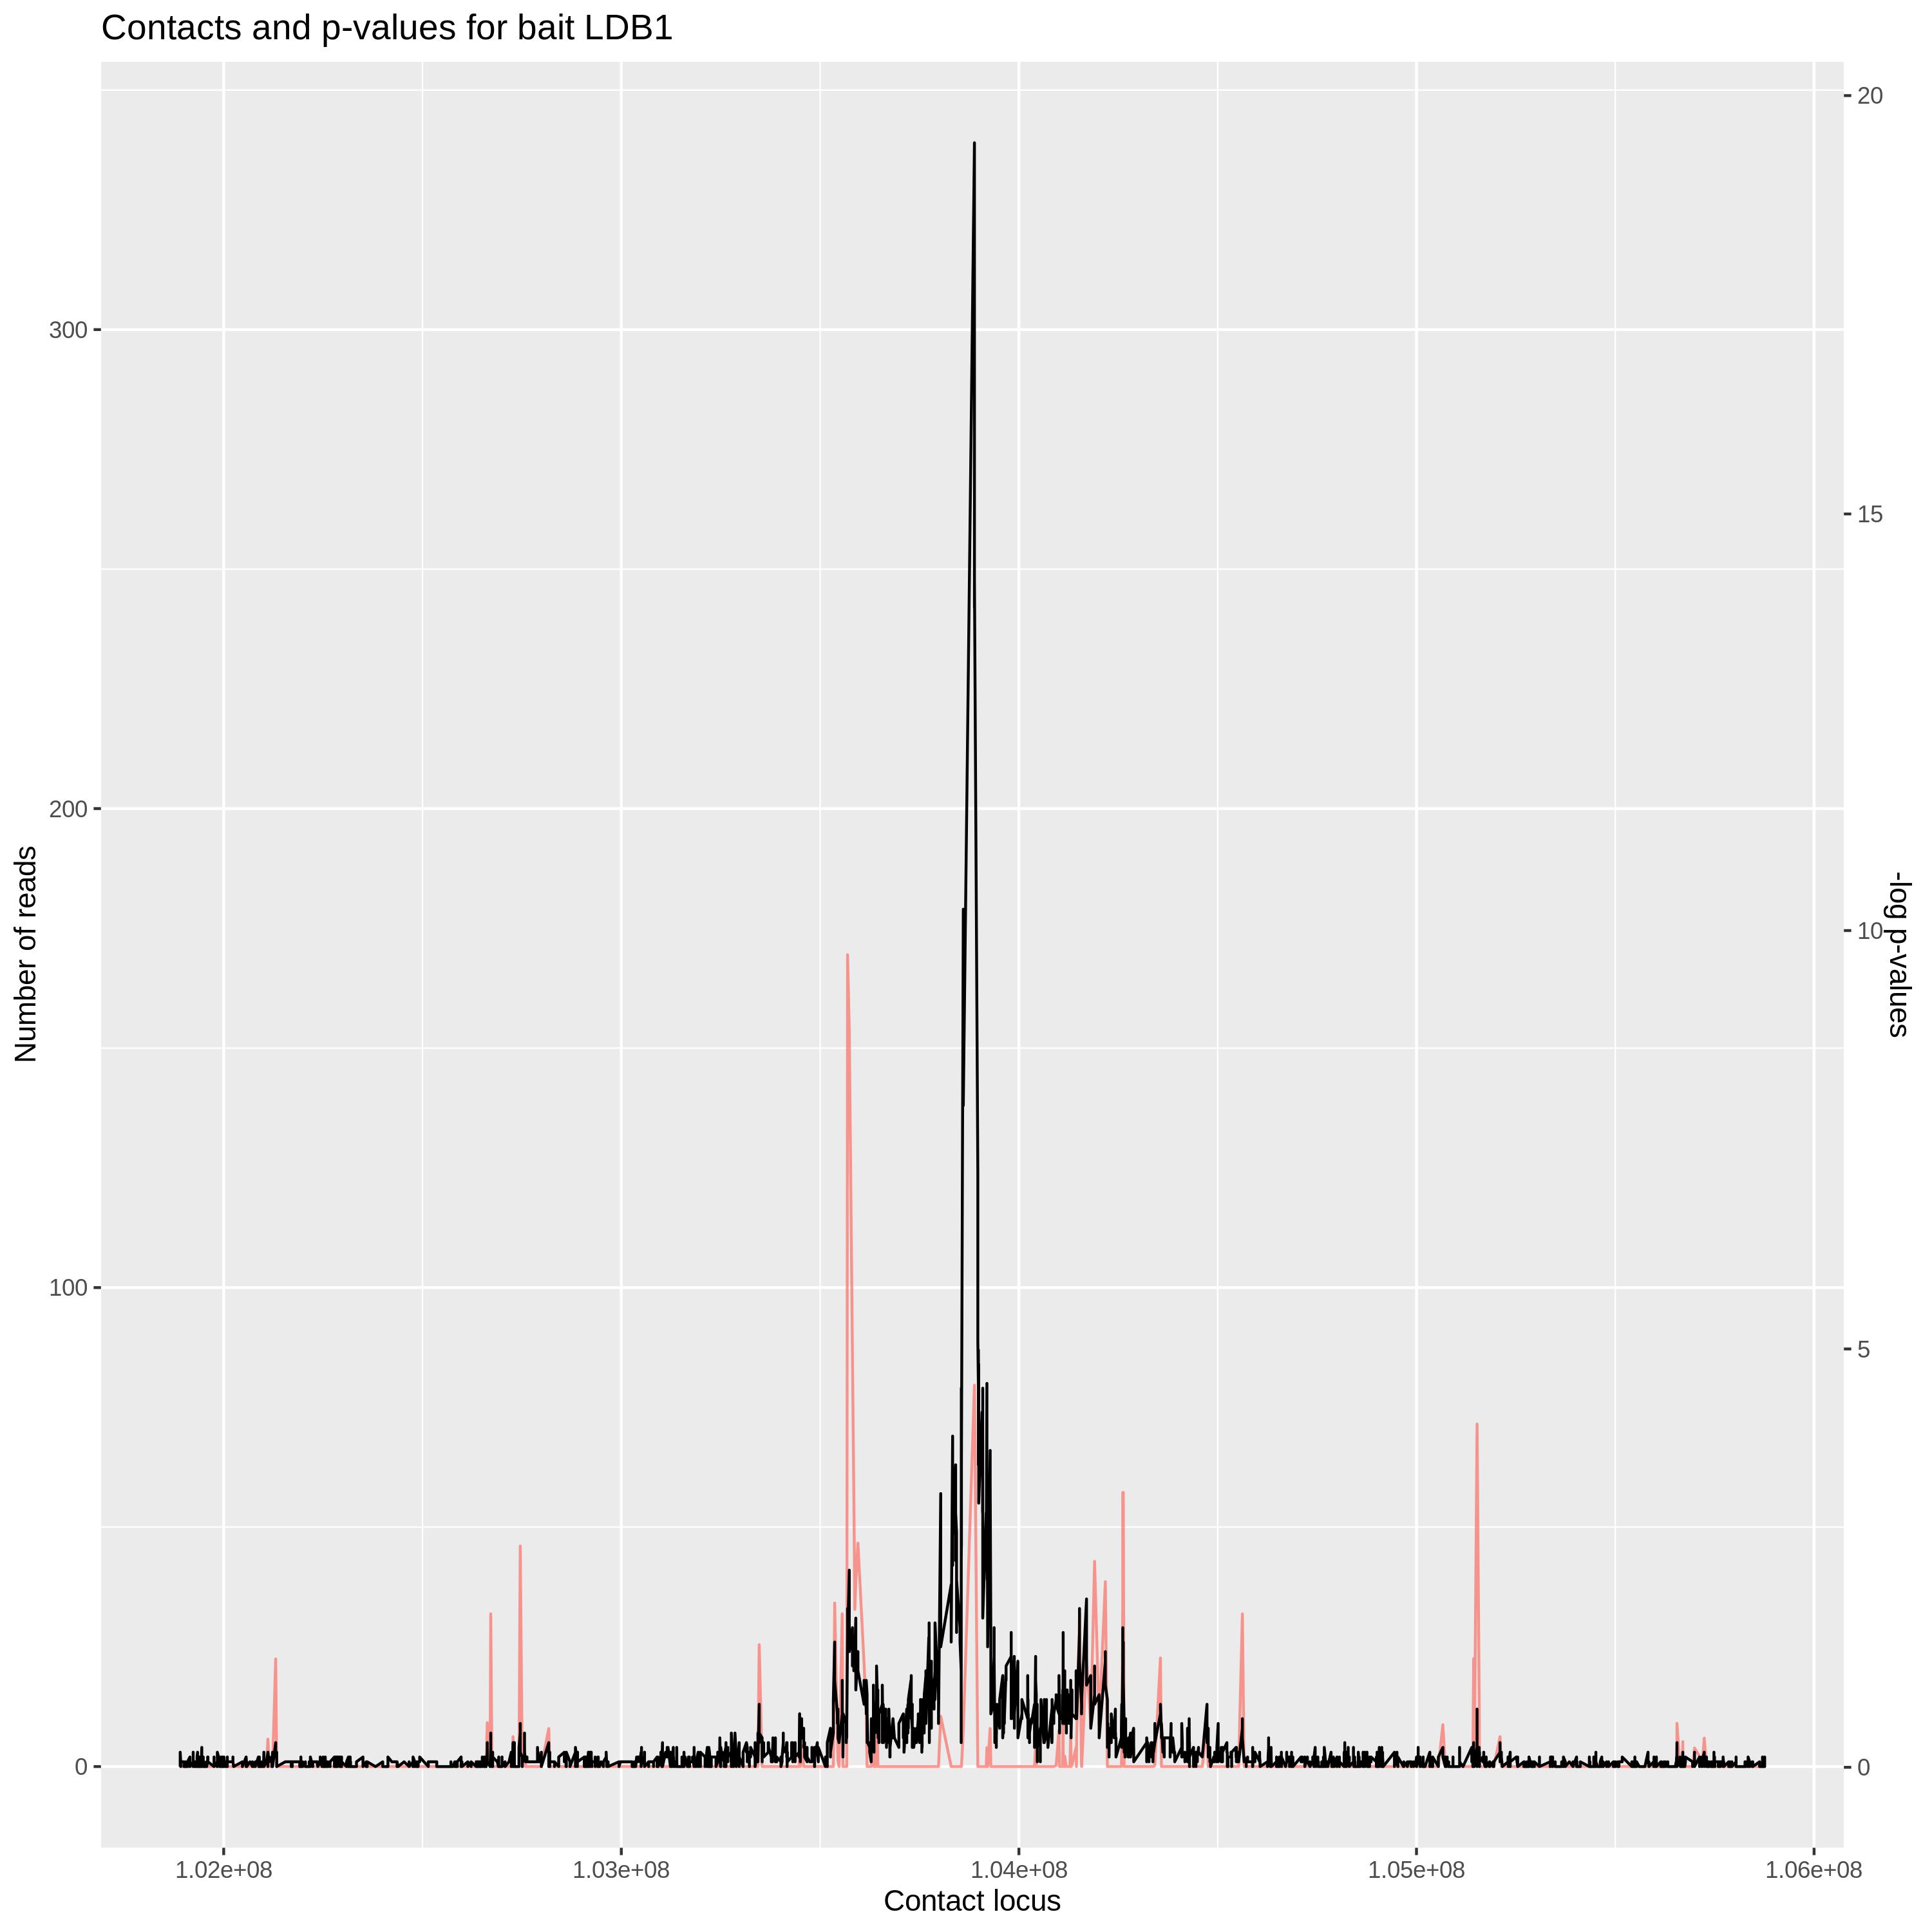 Contacts and p-values for bait LDB1
Number of reads
300
200
100
0
20
15
10
5
0
-log p-values
1.02e+08
1.03e+08
1.04e+08
1.05e+08
1.06e+08
Contact locus